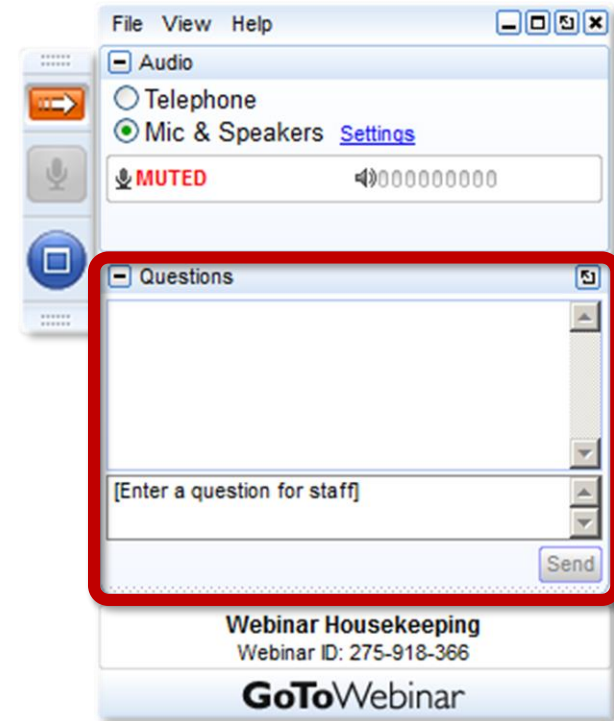 File View Help
Audio
Telephone
Mic & Speakers Settings
MUTED 000000000
Questions
[Enter a question for staff]
Send
Webinar Housekeeping
Webinar ID: 275-918-366
GoToWebinar